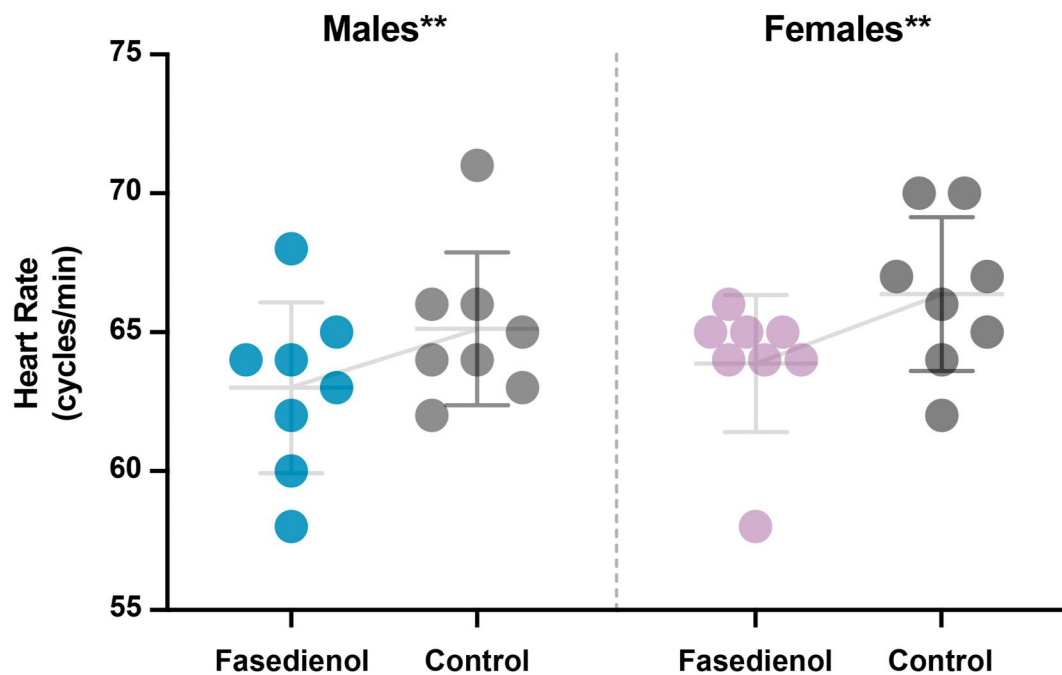 Males** Females**
75
70
65
60
55
Heart Rate
(cycles/min)
Fasedienol Control Fasedienol Control